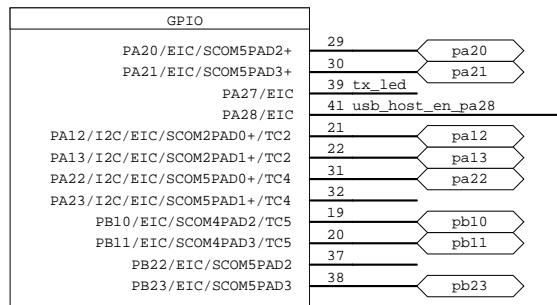 GPIO
PA20/EIC/SCOM5PAD2+ 29 pa20
PA21/EIC/SCOM5PAD3+ 30 pa21
PA27/EIC 39 tx_led
PA28/EIC 41 usb_host_en_pa28
PA12/I2C/EIC/SCOM2PAD0+/TC2 21 pa12
PA13/I2C/EIC/SCOM2PAD1+/TC2 22 pa13
PA22/I2C/EIC/SCOM5PAD0+/TC4 31 pa22
PA23/I2C/EIC/SCOM5PAD1+/TC4 32
PB10/EIC/SCOM4PAD2/TC5 19 pb10
PB11/EIC/SCOM4PAD3/TC5 20 pb11
PB22/EIC/SCOM5PAD2 37
PB23/EIC/SCOM5PAD3 38 pb23